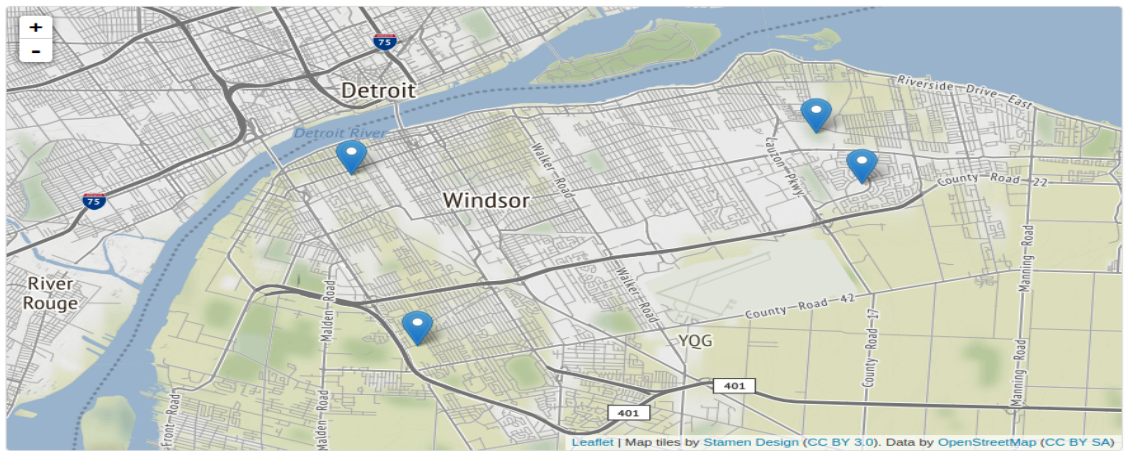 +
-
75
Detroit
Riverside Drive East
Detroit River
Walker Road
Lauzon Pkwy
County Road 22
75
Windsor
River
Rouge
Malden Road
Walker Road
Manning Road
County Road 42
YQG
County Road 17
Manning Road
401
401
Front Road
Malden Road
Leaflet | Map tiles by Stamen Design (CC BY 3.0). Data by OpenStreetMap (CC BY SA)